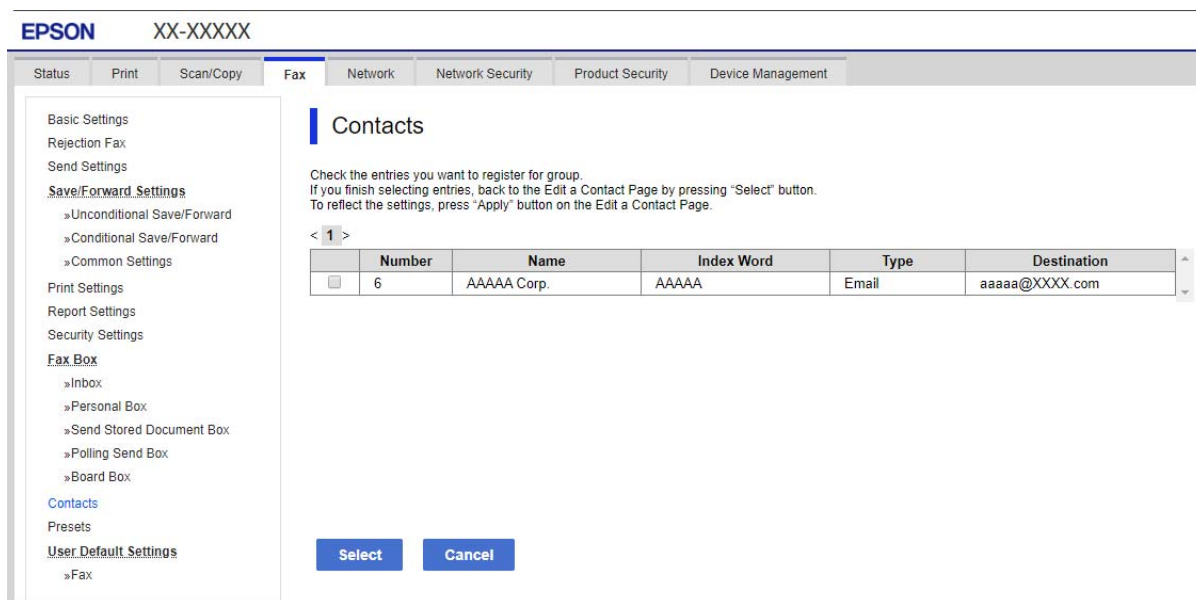 EPSON XX-XXXXX
Status Print Scan/Copy Fax Network Network Security Product Security Device Management
Basic Settings
Rejection Fax
Send Settings
Save/Forward Settings
»Unconditional Save/Forward
»Conditional Save/Forward
»Common Settings
Print Settings
Report Settings
Security Settings
Fax Box
»Inbox
»Personal Box
»Send Stored Document Box
»Polling Send Box
»Board Box
Contacts
Presets
User Default Settings
»Fax
Contacts
Check the entries you want to register for group.
If you finish selecting entries, back to the Edit a Contact Page by pressing “Select” button.
To reflect the settings, press “Apply” button on the Edit a Contact Page.
< 1 >
Number Name Index Word Type Destination
6 AAAAA Corp. AAAAA Email aaaaa@XXXX.com
Select Cancel